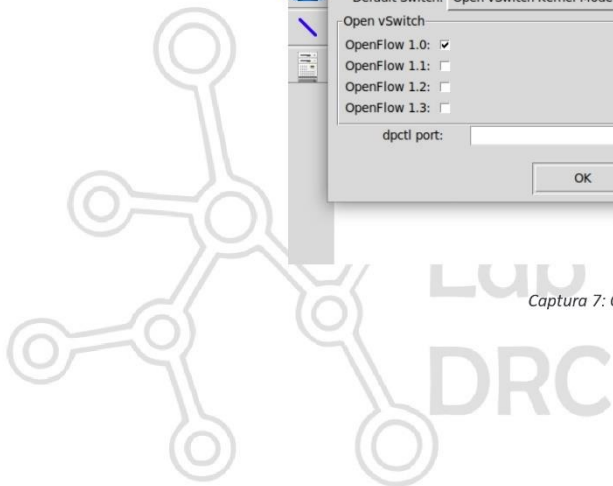 Default Switch: Open vSwitch Kernel Mode
Open vSwitch
OpenFlow 1.0:
OpenFlow 1.1:
OpenFlow 1.2:
OpenFlow 1.3:
dpctl port:
OK
Lab
Captura 7:
DRC